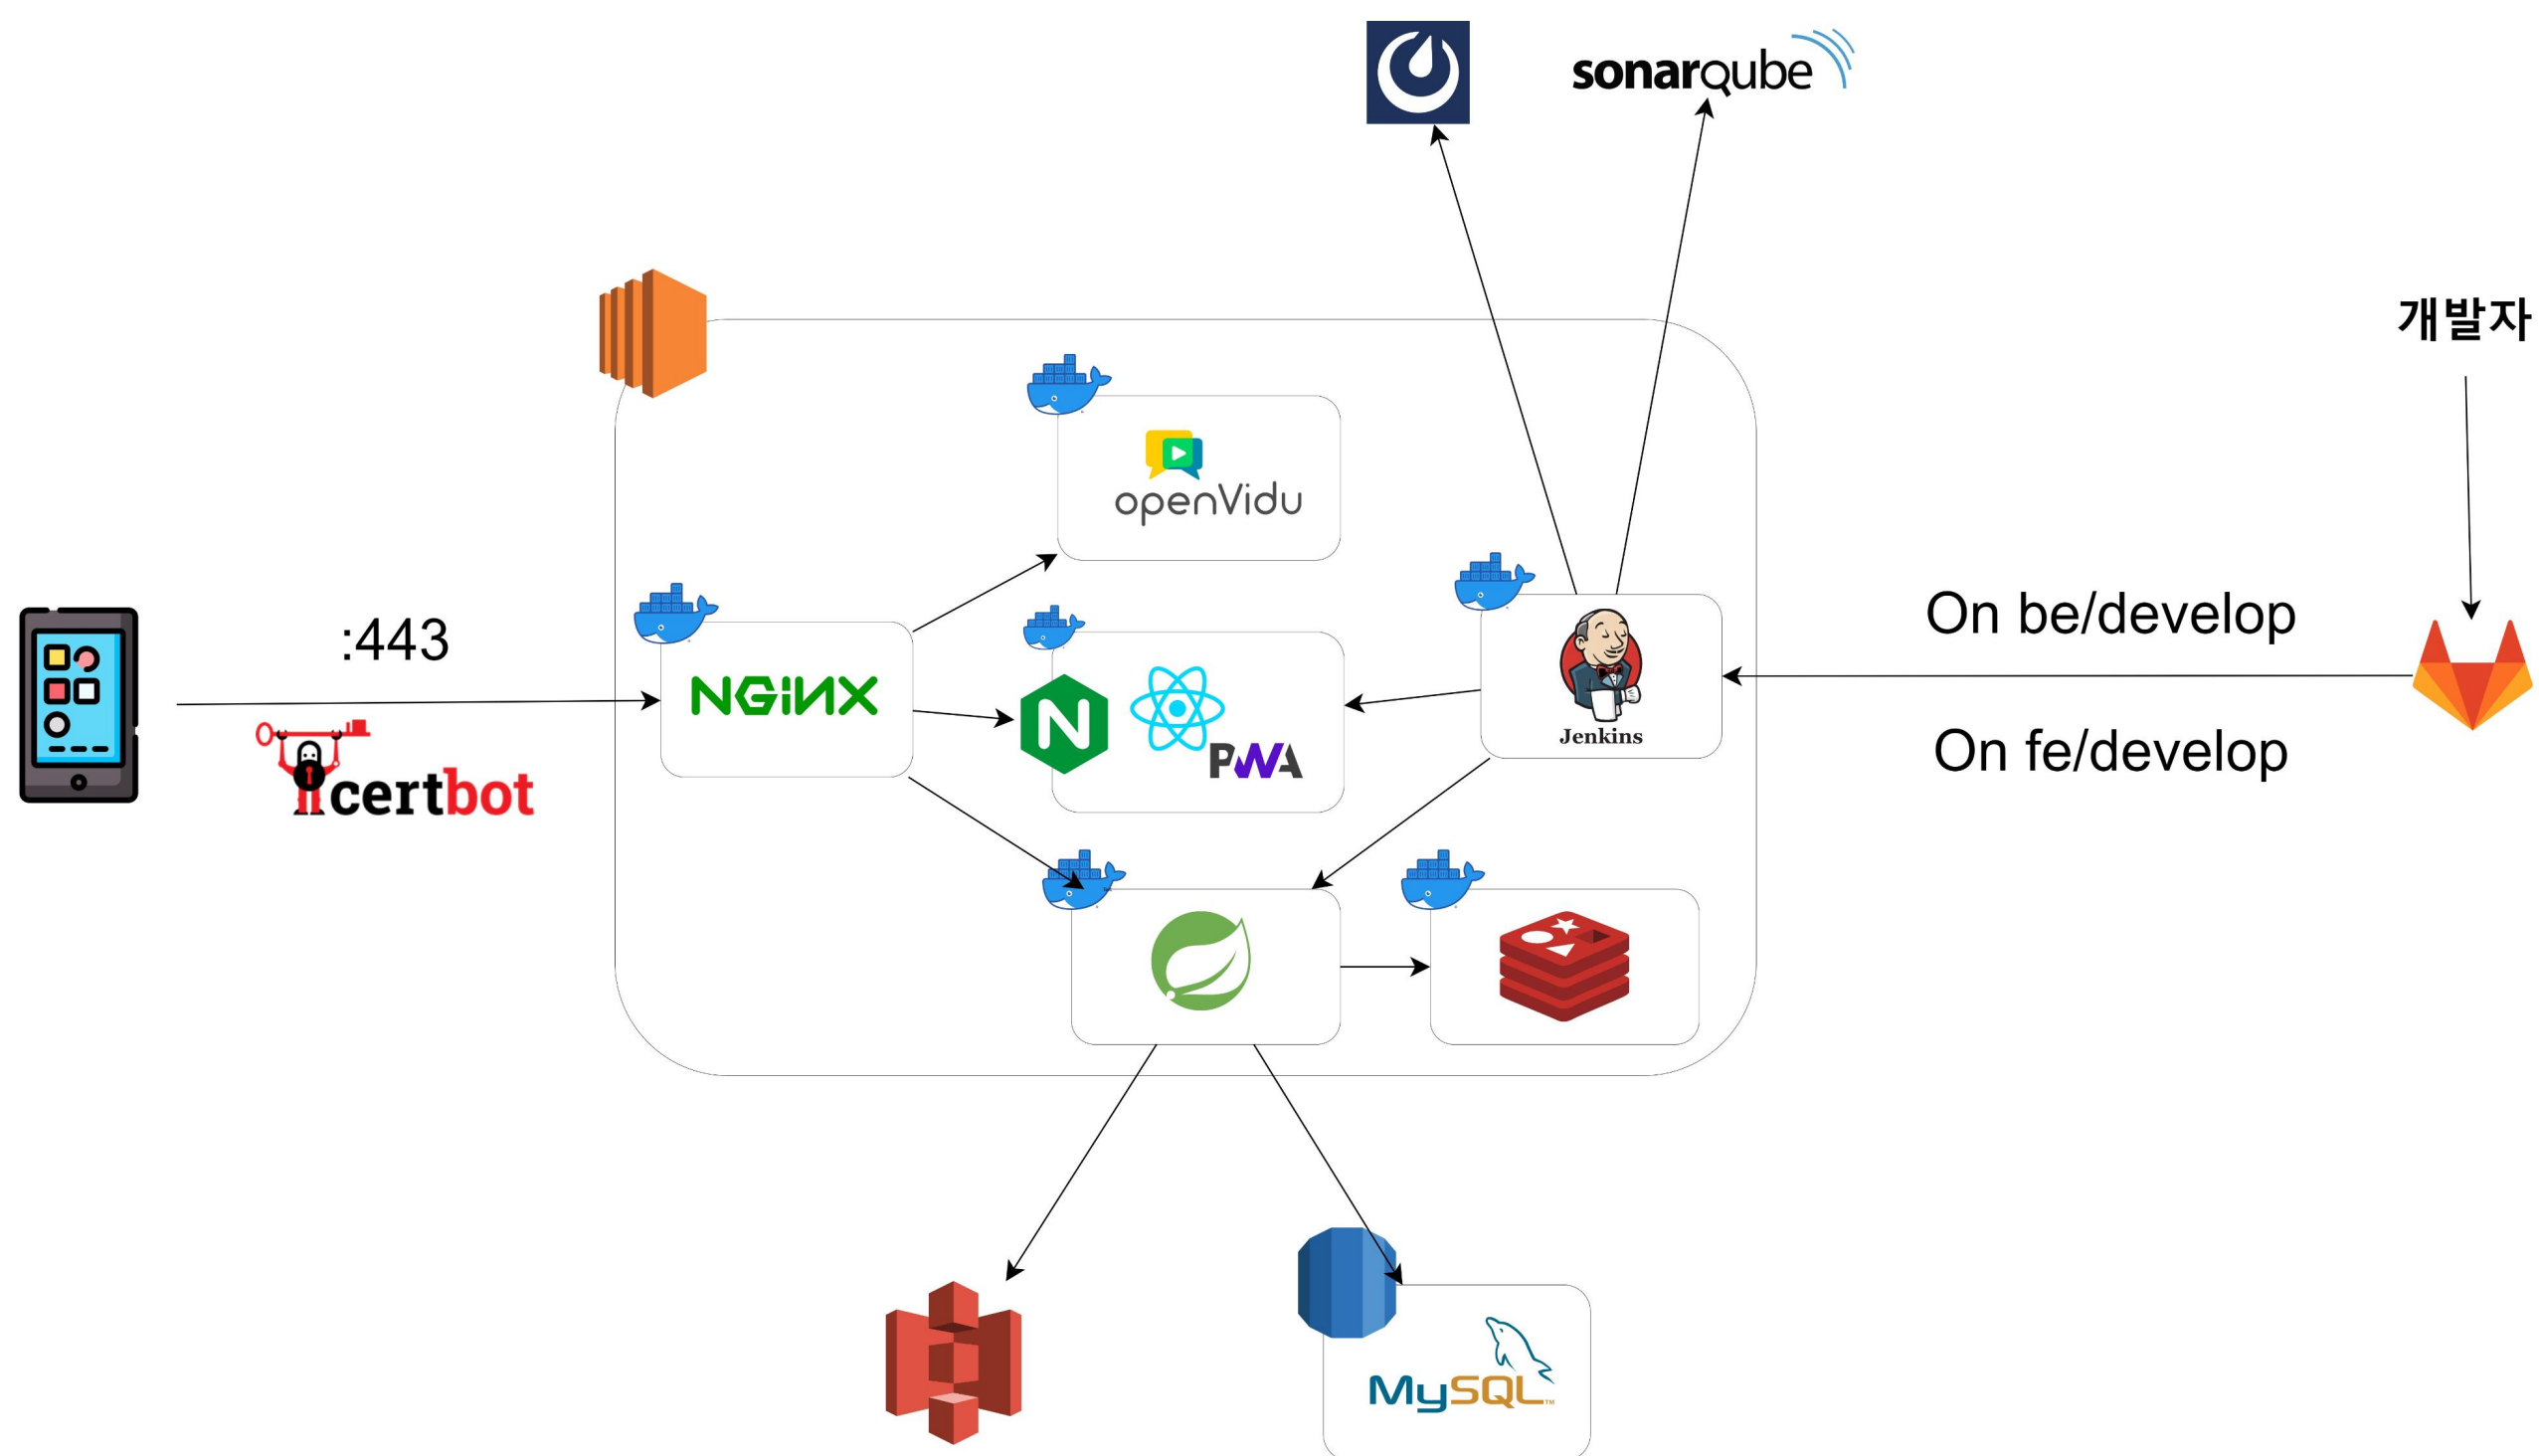 sonarqube
개발자
openVidu
:443
On be/develop
NGiNX
N
Jenkins
PWA
On fe/develop
certbot
MySQL